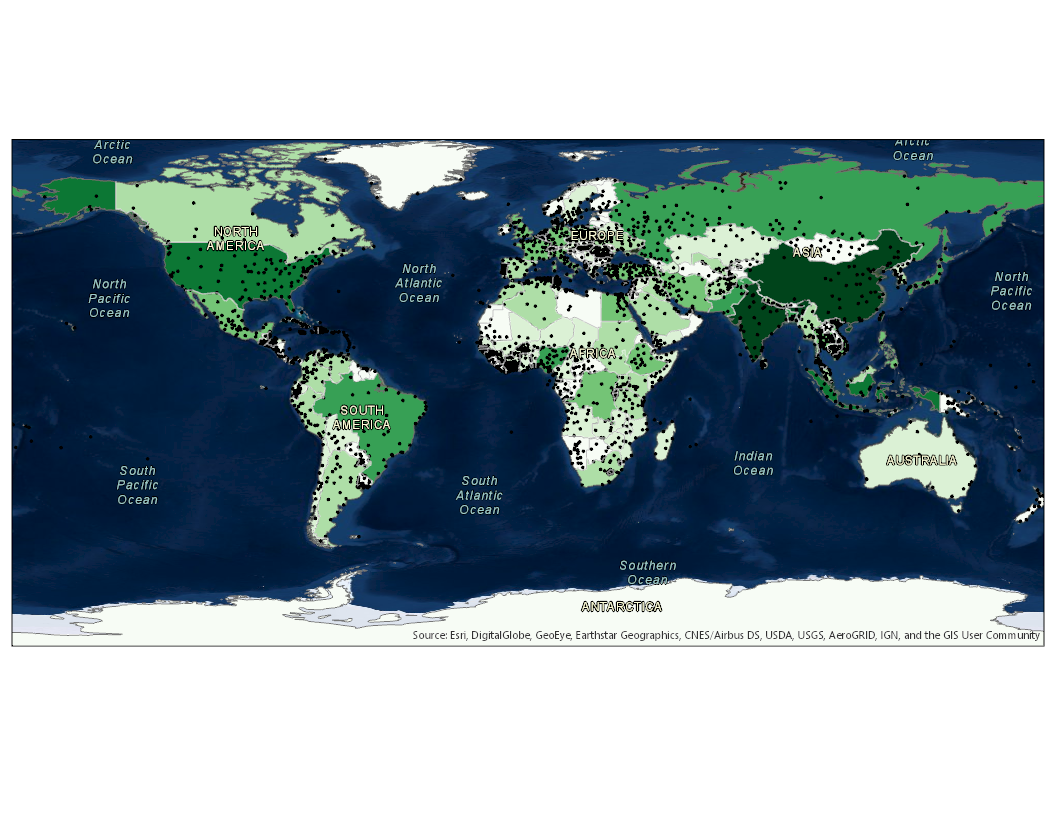 Arctic
Ocean
Arctic
Ocean
NORTH
AMERICA
EUROPE
ASIA
North
Pacific
Ocean
North
Atlantic
Ocean
North
Pacific
Ocean
AFRICA
SOUTH
AMERICA
South
Pacific
Ocean
South
Atlantic
Ocean
Indian
Ocean
AUSTRALIA
Southern
Ocean
ANTARCTICA
Source: Esri, DigitalGlobe, GeoEye, Earthstar Geographics, CNES/Airbus DS, USDA, USGS, AeroGRID, IGN, and the GIS User Community